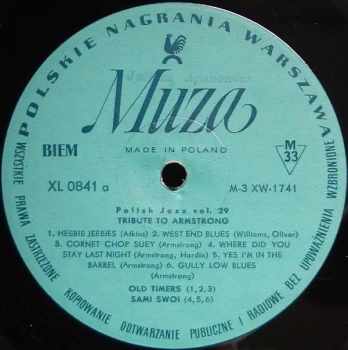 POLSKIE NAGRANIA WARSZAWA
Muza
BIEM
MADE IN POLAND
M
33
XL 0841 a
M-3 XW-1741
Polish Jazz vol. 29
TRIBUTE TO ARMSTRONG
1. HEEBIE JEEBIES (Atkins) 2. WEST END BLUES (Williams, Oliver)
3. CORNET CHOP SUEY (Armstrong) 4. WHERE DID YOU
STAY LAST NIGHT (Armstrong, Hardin) 5. YES I'M IN THE
BARREL (Armstrong) 6. GULLY LOW BLUES
(Armstrong)
OLD TIMERS (1,2,3)
SAMI SWOI (4,5,6)
WSZYSTKIE PRAWA ZASTRZEŻONE KOPIOWANIE ODTWARZANIE PUBLICZNE I RADIOWE BEZ UPOWAŻNIENIA WZBRONIONE